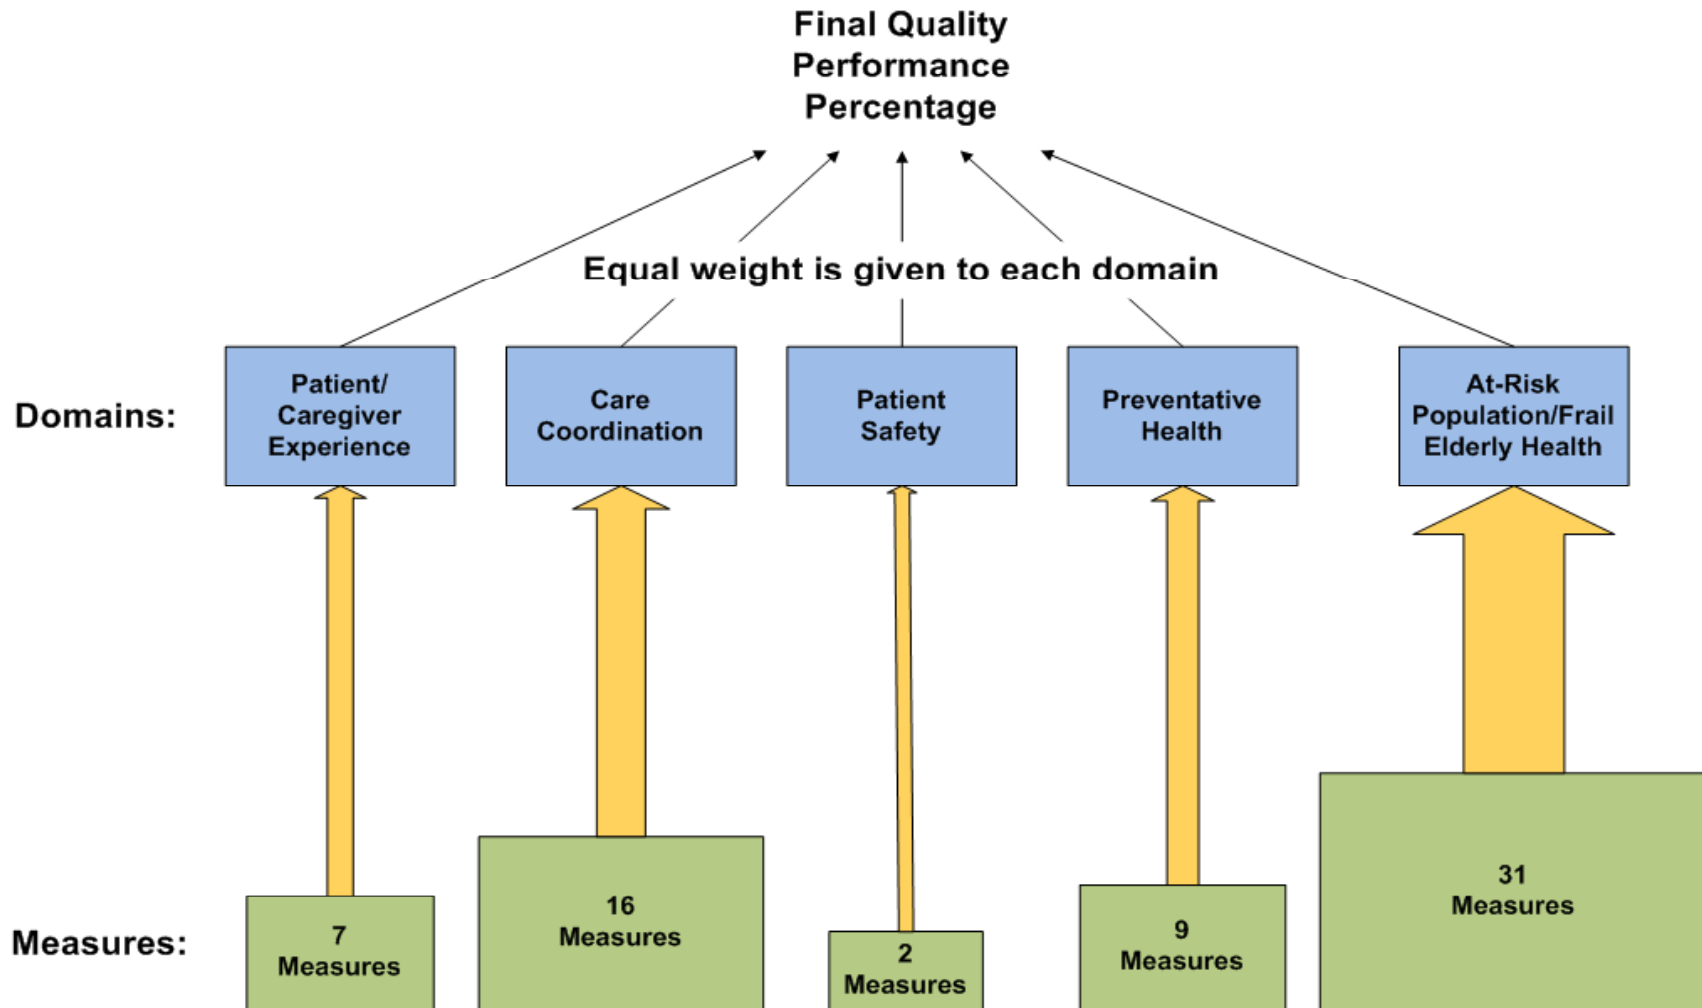 Final Quality
Performance
Percentage
Equal weight is given to each domain
Domains:
Patient/
Caregiver
Experience
Care
Coordination
Patient
Safety
Preventative
Health
At-Risk
Population/Frail
Elderly Health
Measures:
7
Measures
16
Measures
2
Measures
9
Measures
31
Measures